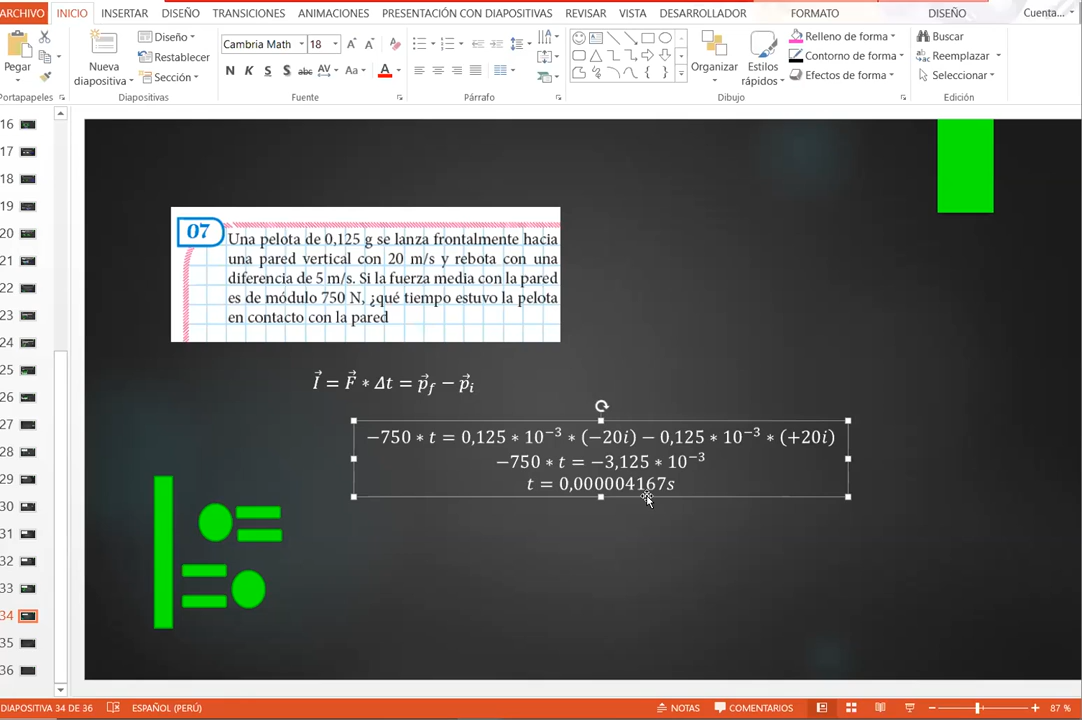 ARCHIVO INICIO INSERTAR DISEÑO TRANSICIONES ANIMACIONES PRESENTACIÓN CON DIAPOSITIVAS REVISAR VISTA DESARROLLADOR FORMATO DISEÑO Cuenta...
Pegar
Nueva diapositiva
Diseño
Restablecer
Sección
Cambria Math 18
N K S S abc AV Aa A
Organizar
Estilos rápidos
Relleno de forma
Contorno de forma
Efectos de forma
Buscar
Reemplazar
Seleccionar
Portapapeles Diapositivas Fuente Párrafo Dibujo Edición
16
17
18
19
20
21
22
23
24
25
26
27
28
29
30
31
32
33
34
35
36
07
Una pelota de 0,125 g se lanza frontalmente hacia
una pared vertical con 20 m/s y rebota con una
diferencia de 5 m/s. Si la fuerza media con la pared
es de módulo 750 N, ¿qué tiempo estuvo la pelota
en contacto con la pared
I⃗ = F⃗ ∗ Δt = p⃗_f − p⃗_i
−750 ∗ t = 0,125 ∗ 10⁻³ ∗ (−20i) − 0,125 ∗ 10⁻³ ∗ (+20i)
−750 ∗ t = −3,125 ∗ 10⁻³
t = 0,000004167s
DIAPOSITIVA 34 DE 36 ESPAÑOL (PERÚ) NOTAS COMENTARIOS 87 %